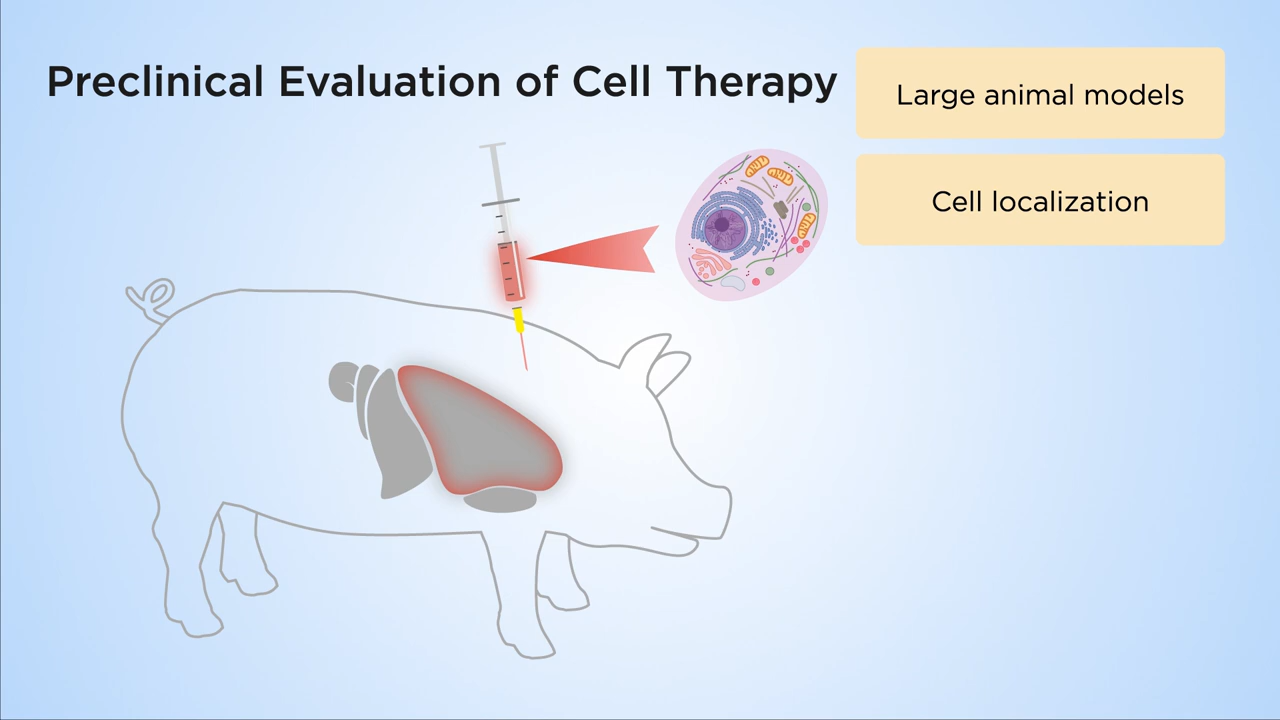 Preclinical Evaluation of Cell Therapy
Large animal models
Cell localization